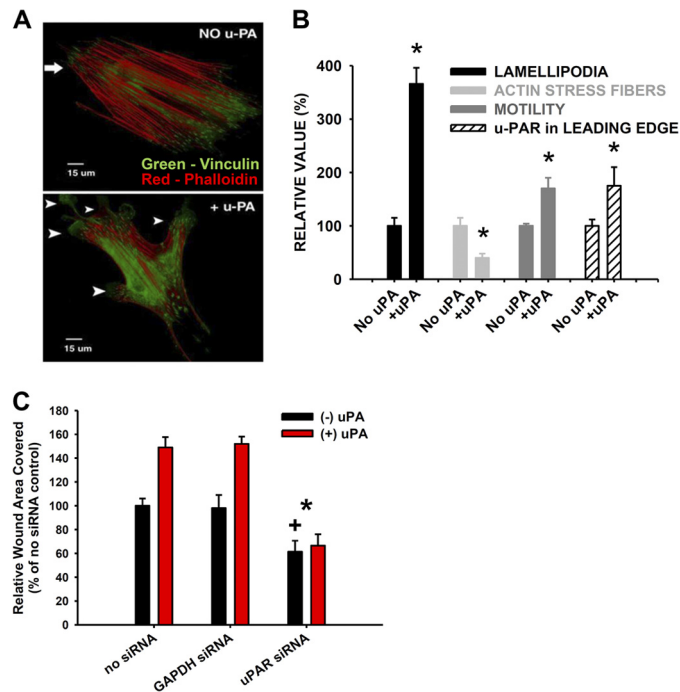 A
NO u-PA
15 um
Green - Vinculin
Red - Phalloidin
+ u-PA
15 um
B
RELATIVE VALUE (%)
400
300
200
100
0
LAMELLIPODIA
ACTIN STRESS FIBERS
MOTILITY
u-PAR in LEADING EDGE
*
*
*
*
No uPA
+uPA
No uPA
+uPA
No uPA
+uPA
No uPA
+uPA
C
Relative Wound Area Covered
(% of no siRNA control)
180
160
140
120
100
80
60
40
20
0
(-) uPA
(+) uPA
+
*
no siRNA
GAPDH siRNA
uPAR siRNA